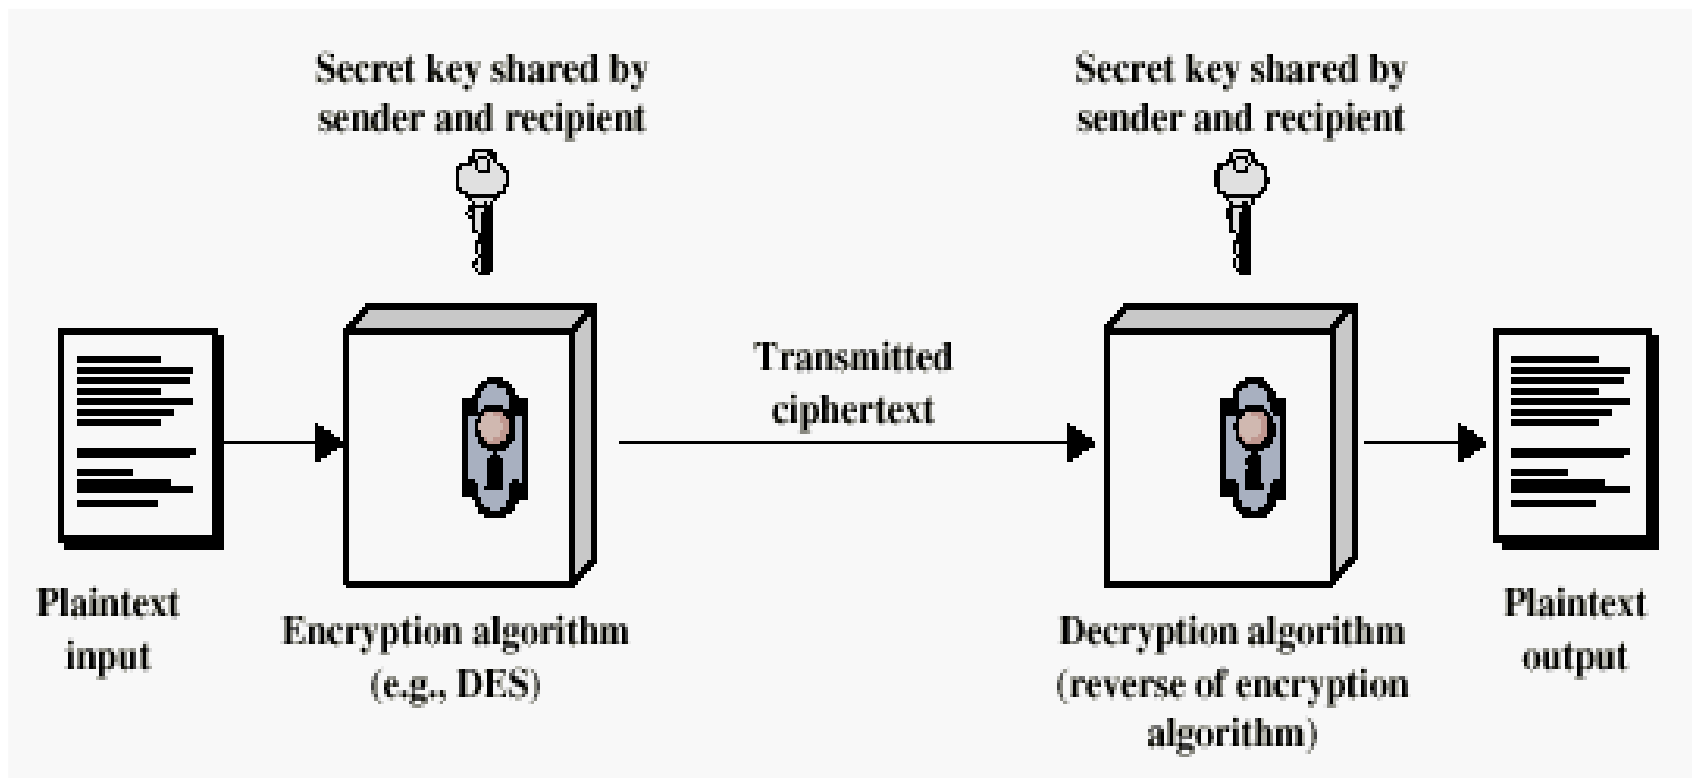 Secret key shared by
sender and recipient
Secret key shared by
sender and recipient
Transmitted
ciphertext
Plaintext
input
Encryption algorithm
(e.g., DES)
Decryption algorithm
(reverse of encryption
algorithm)
Plaintext
output